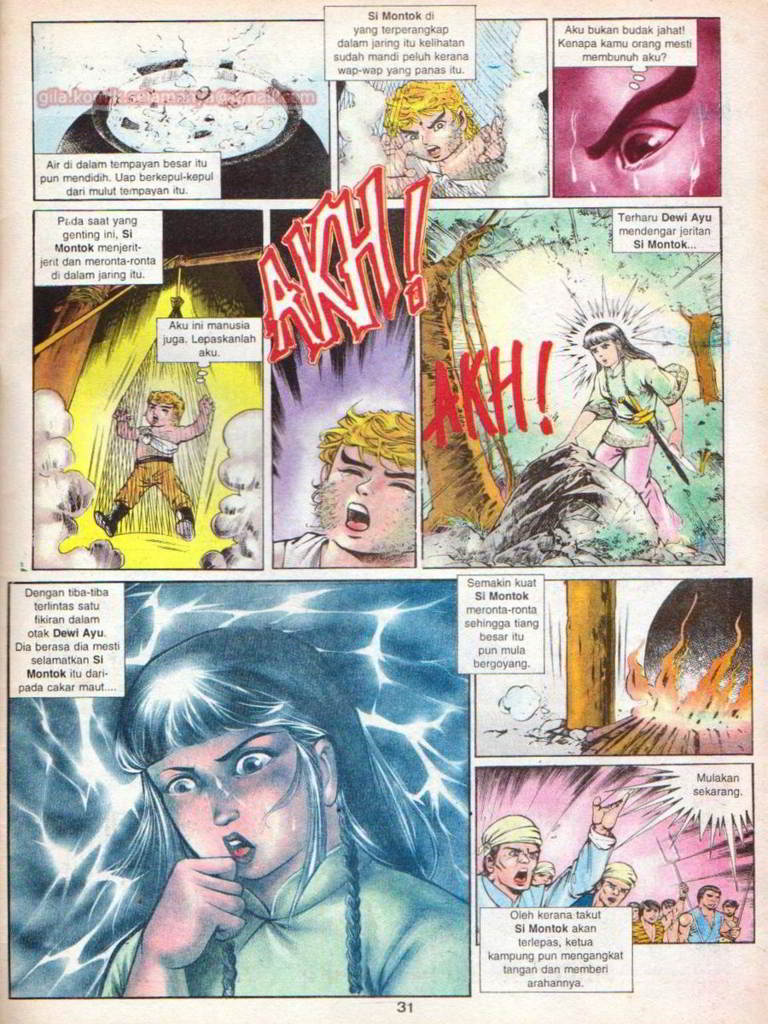 gila.komik.selamanya@gmail.com
Air di dalam tempayan besar itu
pun mendidih. Uap berkepul-kepul
dari mulut tempayan itu.
Si Montok di
yang terperangkap
dalam jaring itu kelihatan
sudah mandi peluh kerana
wap-wap yang panas itu.
Aku bukan budak jahat!
Kenapa kamu orang mesti
membunuh aku?
Pada saat yang
genting ini, Si
Montok menjerit-
jerit dan meronta-ronta
di dalam jaring itu.
Aku ini manusia
juga. Lepaskanlah
aku.
AKH!
AKH!
Terharu Dewi Ayu
mendengar jeritan
Si Montok...
Dengan tiba-tiba
terlintas satu
fikiran dalam
otak Dewi Ayu.
Dia berasa dia mesti
selamatkan Si
Montok itu dari-
pada cakar maut....
Semakin kuat
Si Montok
meronta-ronta
sehingga tiang
besar itu
pun mula
bergoyang.
Mulakan
sekarang.
Oleh kerana takut
Si Montok akan
terlepas, ketua
kampung pun mengangkat
tangan dan memberi
arahannya.
31